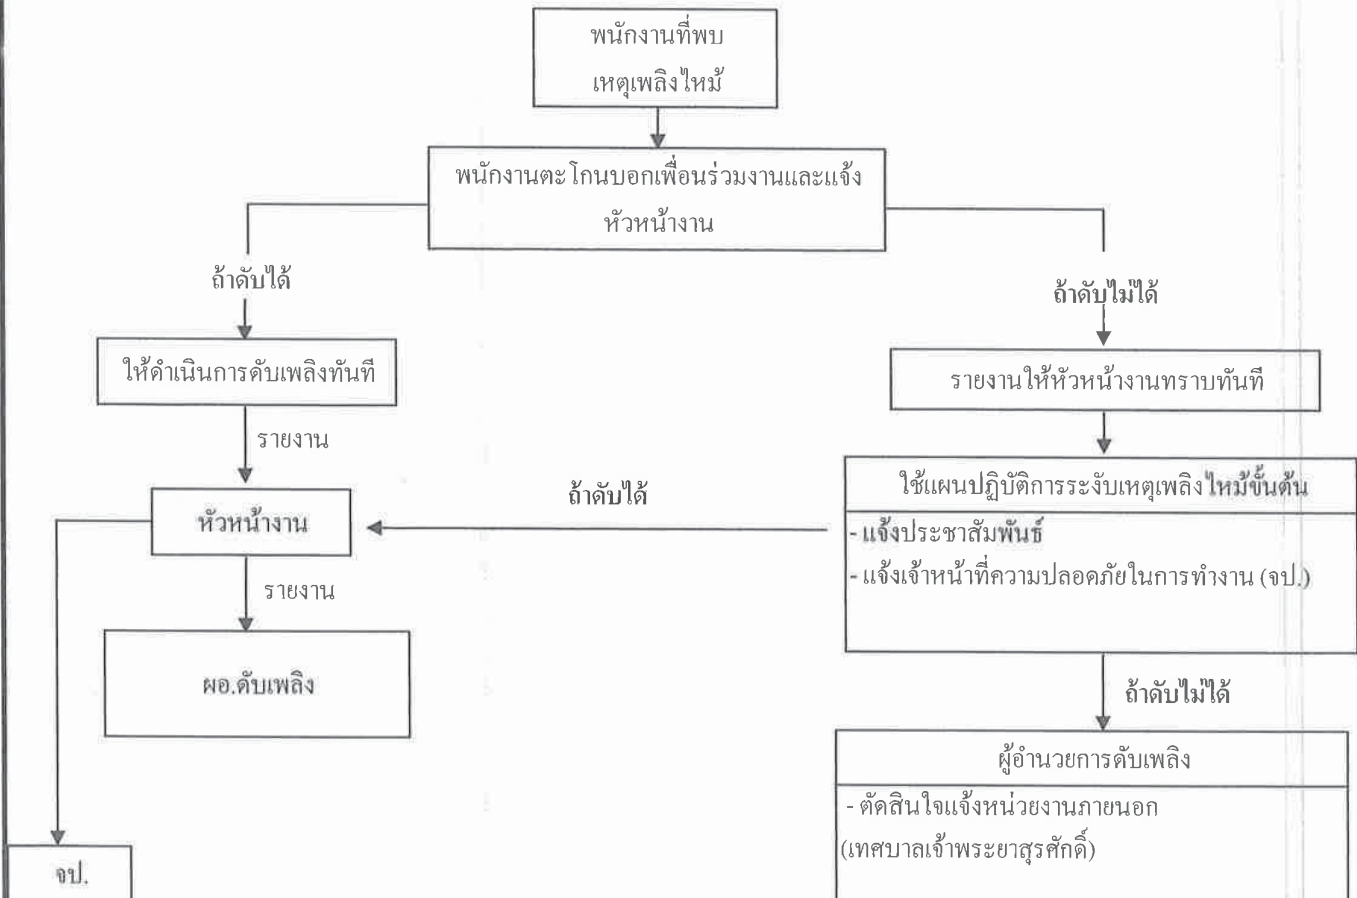 พนักงานที่พบ
เหตุเพลิงไหม้
พนักงานตะโกนบอกเพื่อนร่วมงานและแจ้ง
หัวหน้างาน
ถ้าดับได้
ถ้าดับไม่ได้
ให้ดำเนินการดับเพลิงทันที
รายงานให้หัวหน้างานทราบทันที
รายงาน
ใช้แผนปฏิบัติการระงับเหตุเพลิงไหม้ขั้นต้น
ถ้าดับได้
หัวหน้างาน
- แจ้งประชาสัมพันธ์
- แจ้งเจ้าหน้าที่ความปลอดภัยในการทำงาน (จป.)
รายงาน
ผอ.ดับเพลิง
ถ้าดับไม่ได้
ผู้อำนวยการดับเพลิง
- ตัดสินใจแจ้งหน่วยงานภายนอก
(เทศบาลเจ้าพระยาสุรศักดิ์)
จป.